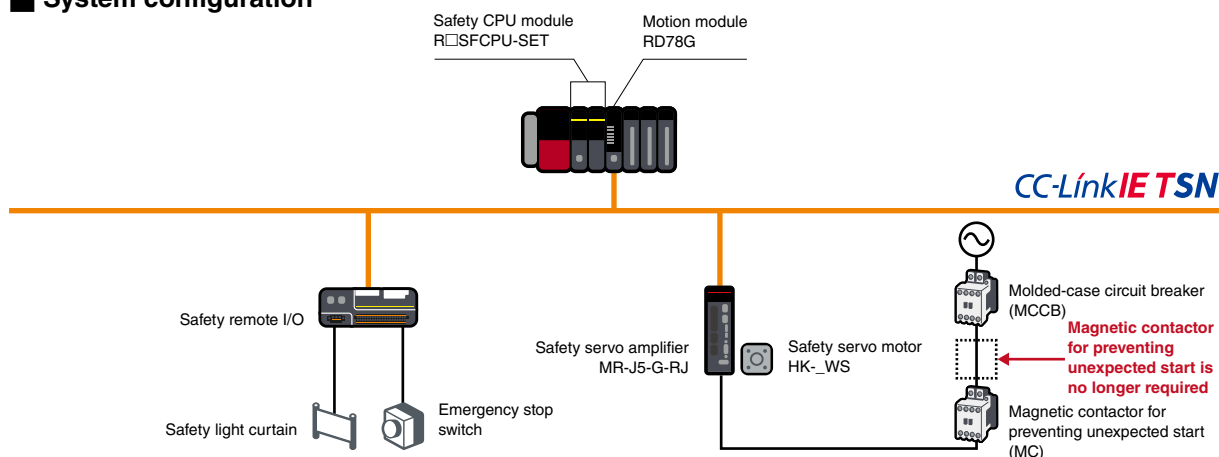 System configuration
Safety CPU module
R□SFCPU-SET
Motion module
RD78G
CC-Link IE TSN
Safety remote I/O
Safety light curtain
Emergency stop
switch
Safety servo amplifier
MR-J5-G-RJ
Safety servo motor
HK-_WS
Molded-case circuit breaker
(MCCB)
Magnetic contactor
for preventing
unexpected start is
no longer required
Magnetic contactor for
preventing unexpected start
(MC)